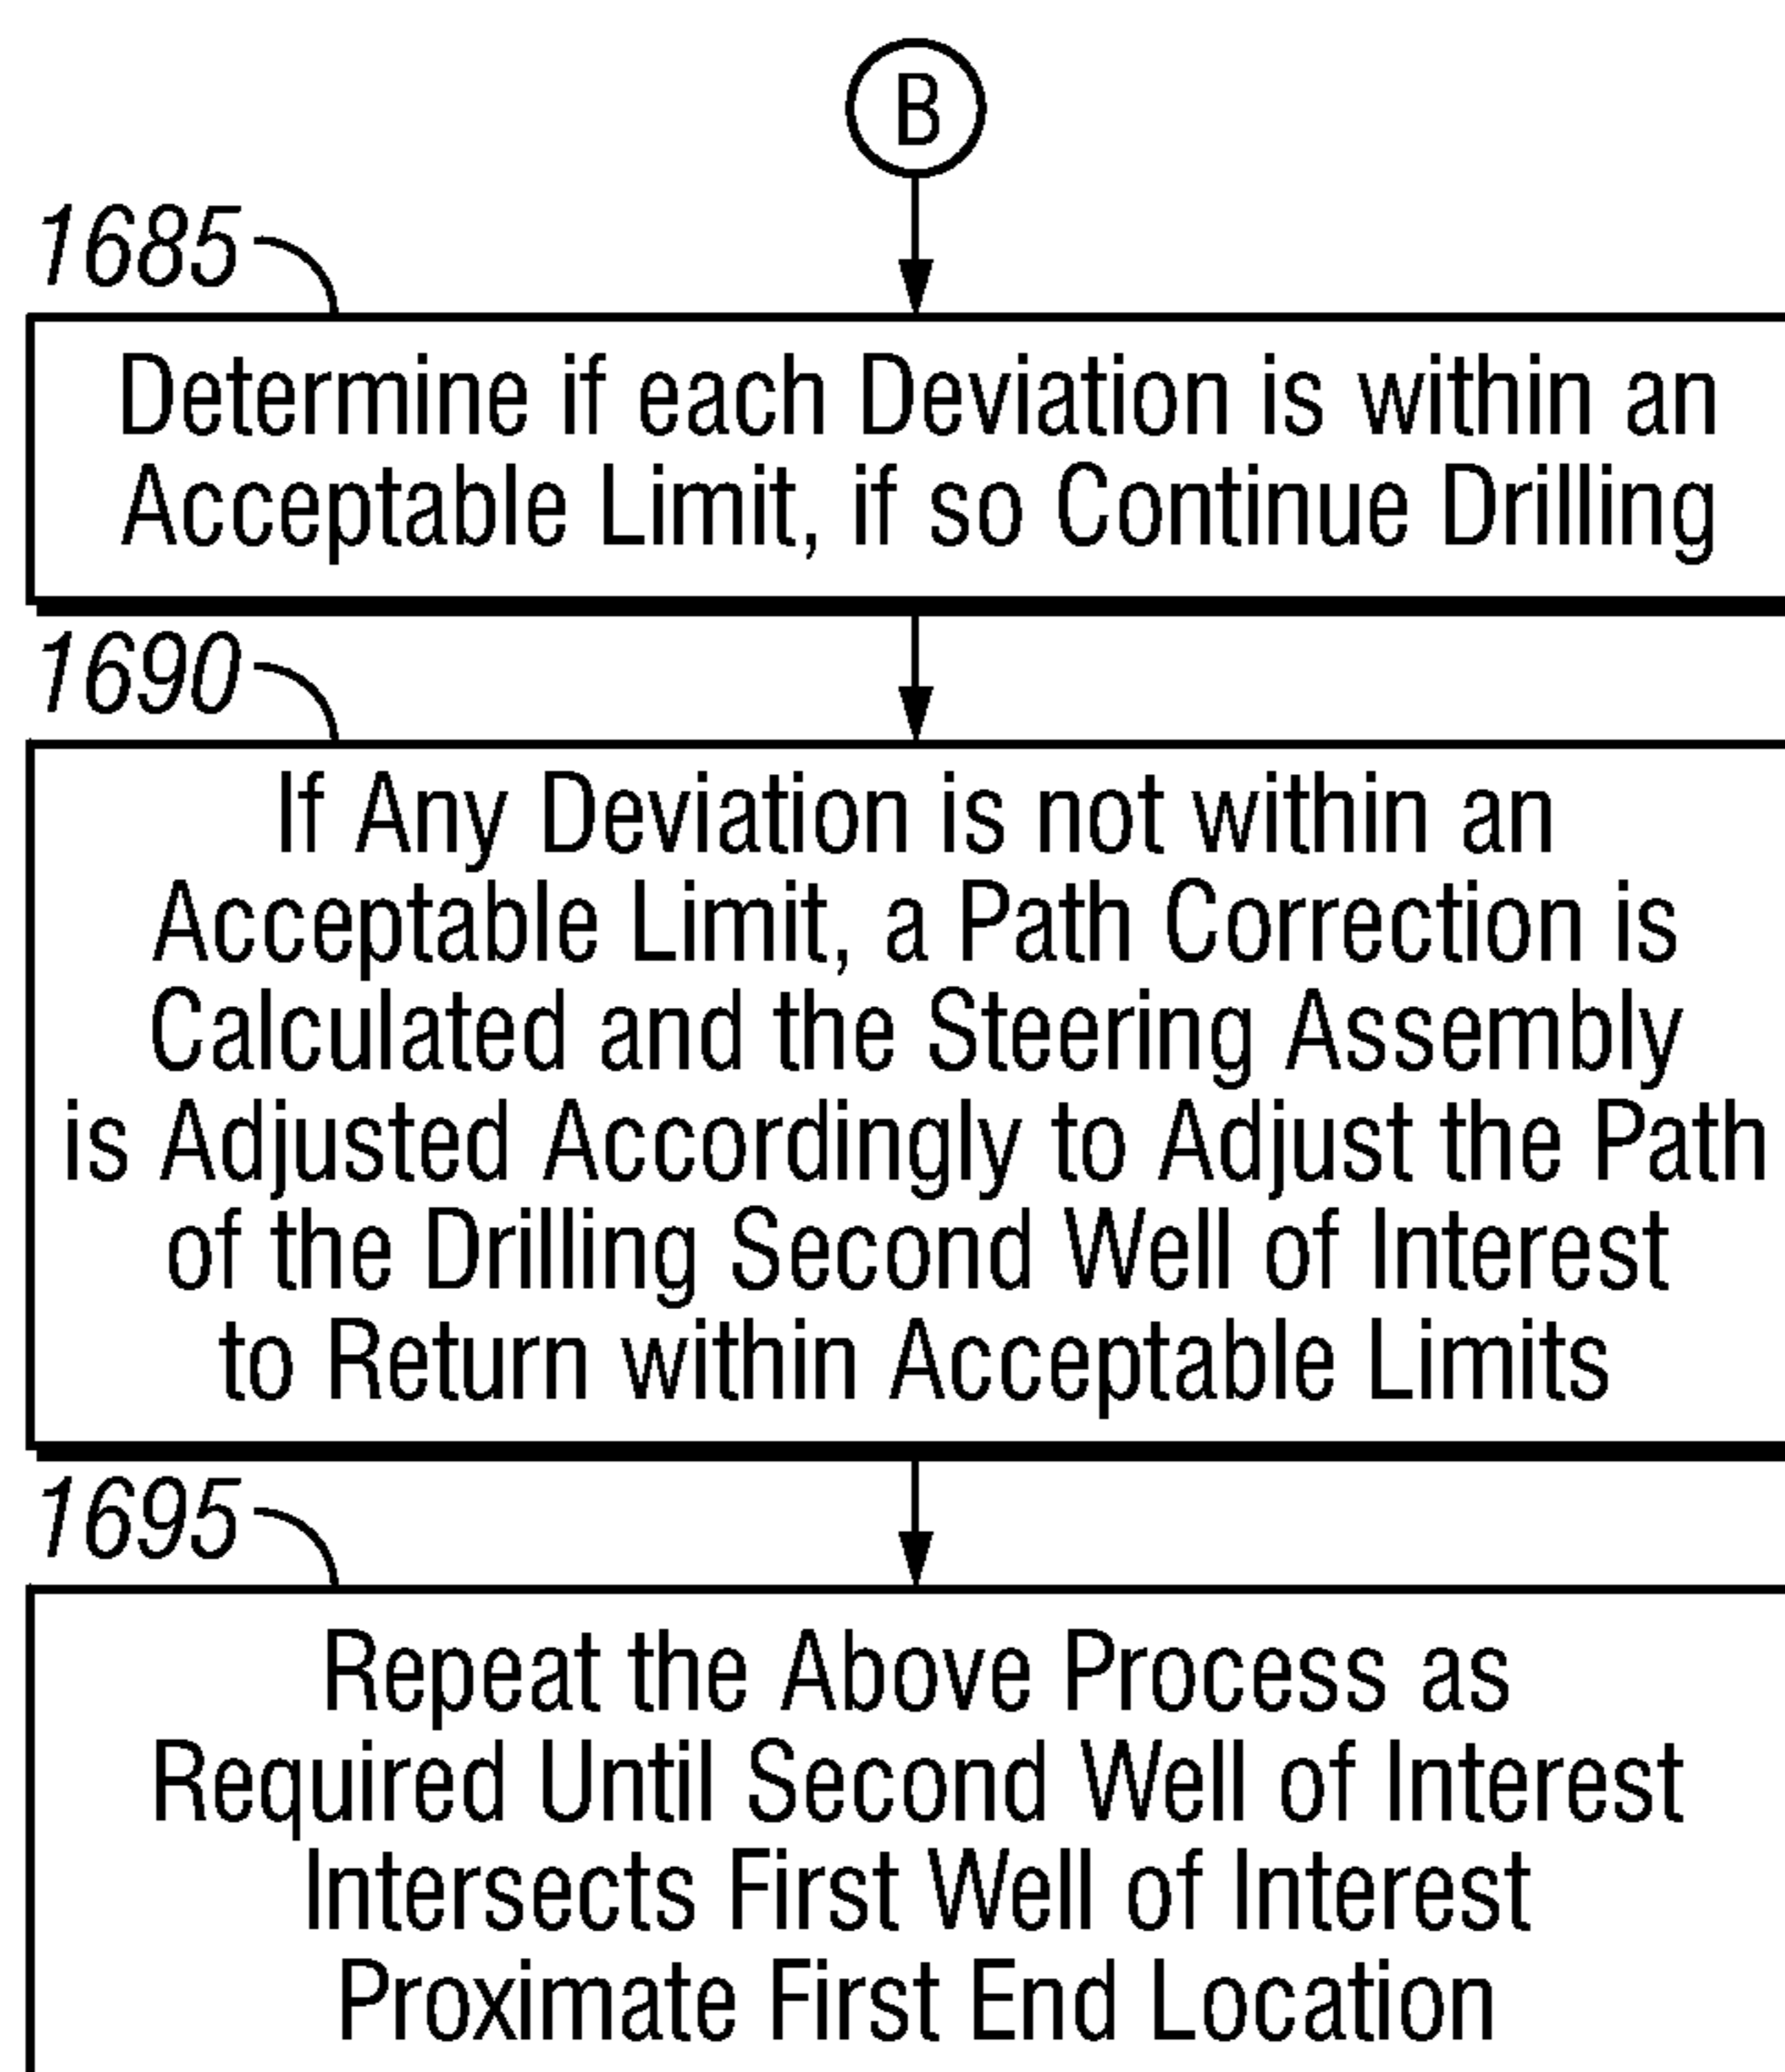 B
1685
Determine if each Deviation is within an
Acceptable Limit, if so Continue Drilling
1690
If Any Deviation is not within an
Acceptable Limit, a Path Correction is
Calculated and the Steering Assembly
is Adjusted Accordingly to Adjust the Path
of the Drilling Second Well of Interest
to Return within Acceptable Limits
1695
Repeat the Above Process as
Required Until Second Well of Interest
Intersects First Well of Interest
Proximate First End Location